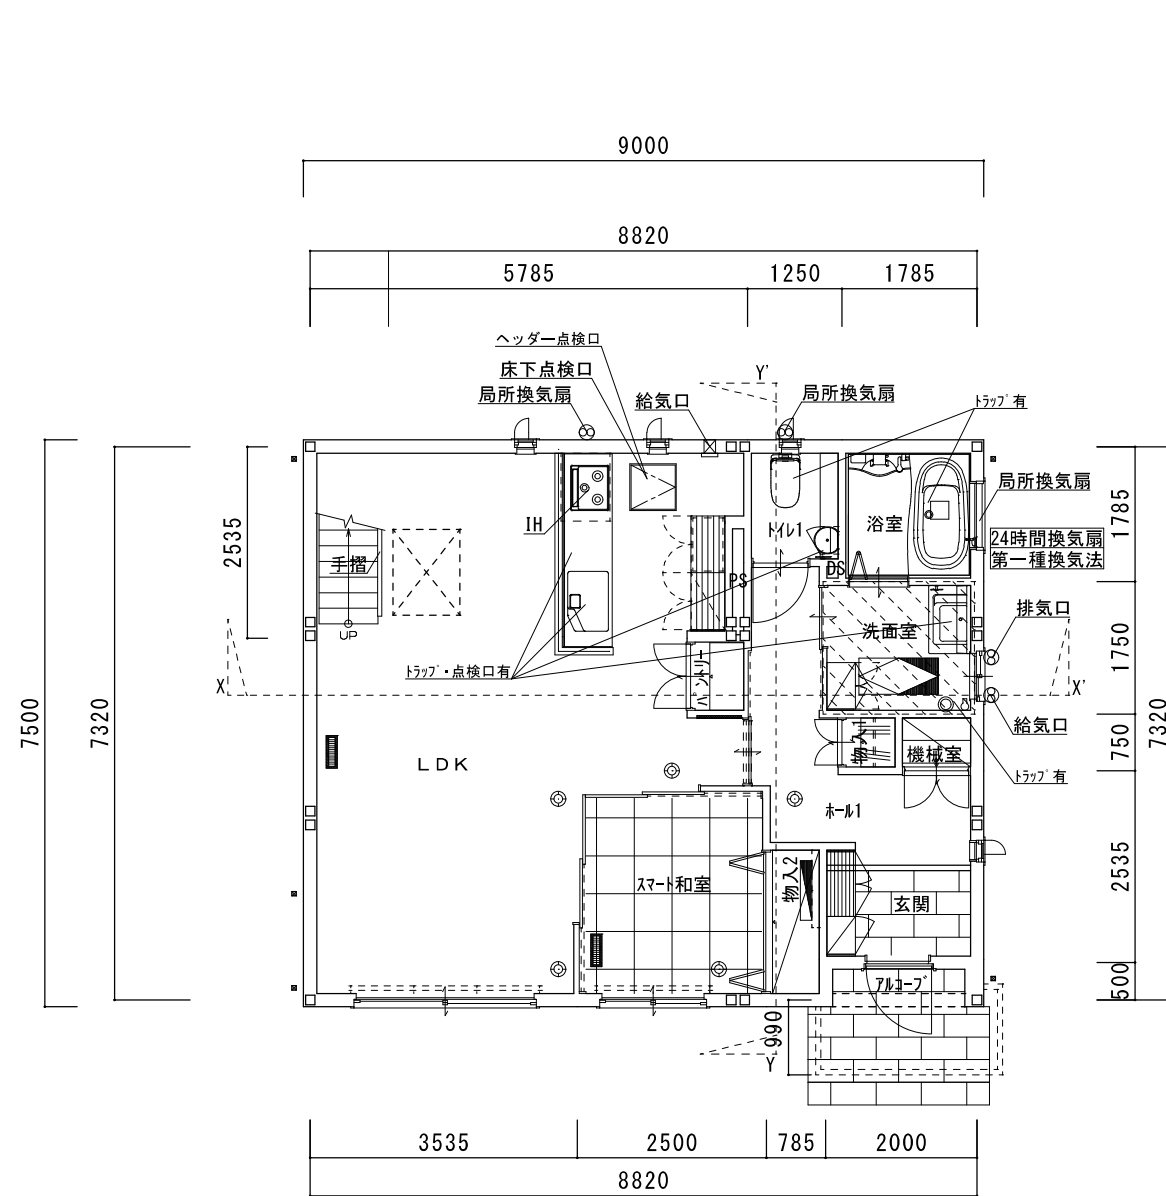 9000
8820
5785
1250
1785
ヘッダー点検口
床下点検口
局所換気扇
給気口
Y'
局所換気扇
ﾄﾗｯﾌﾟ有
局所換気扇
24時間換気扇
第一種換気法
IH
ﾄｲﾚ1
浴室
手摺
UP
PS
DS
洗面室
排気口
ﾄﾗｯﾌﾟ・点検口有
パントリー
X
X'
給気口
物入1
機械室
ﾄﾗｯﾌﾟ有
LDK
ﾎｰﾙ1
ｽﾏｰﾄ和室
物入2
玄関
ｱﾙｺｰﾌﾞ
990
Y
2535
7500
7320
1785
1750
750
2535
500
7320
3535
2500
785
2000
8820